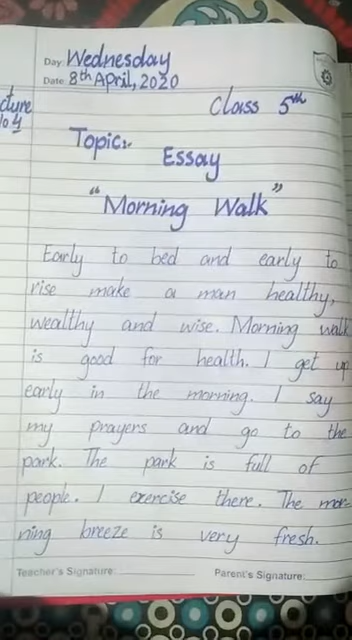 Day: Wednesday
Date: 8th April, 2020
Class 5th
Topic:-
Essay
"Morning Walk"
Early to bed and early to
rise make a man healthy,
wealthy and wise. Morning walk
is good for health. I get up
early in the morning. I say
my prayers and go to the
park. The park is full of
people. I exercise there. The mor-
ning breeze is very fresh.
Teacher's Signature: Parent's Signature: